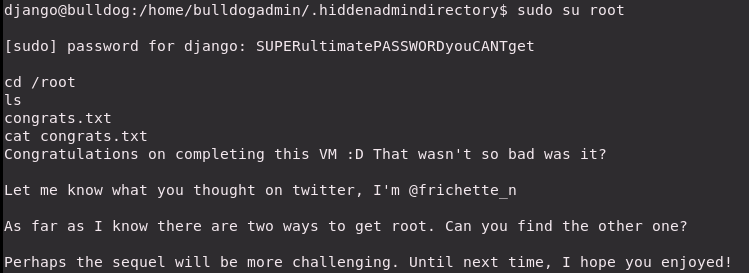 django@bulldog:/home/bulldogadmin/.hiddenadmindirectory$ sudo su root
[sudo] password for django: SUPERultimatePASSWORDyouCANTget
cd /root
ls
congrats.txt
cat congrats.txt
Congratulations on completing this VM :D That wasn't so bad was it?
Let me know what you thought on twitter, I'm @frichette_n
As far as I know there are two ways to get root. Can you find the other one?
Perhaps the sequel will be more challenging. Until next time, I hope you enjoyed!